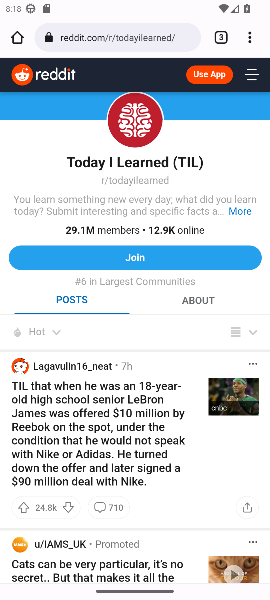 8:18
reddit.com/r/todayilearned/
3
reddit
Use App
Today I Learned (TIL)
r/todayilearned
You learn something new every day; what did you learn
today? Submit interesting and specific facts a... More
29.1M members • 12.9K online
Join
#6 in Largest Communities
POSTS
ABOUT
Hot
Lagavulin16_neat • 7h
TIL that when he was an 18-year-
old high school senior LeBron
James was offered $10 million by
Reebok on the spot, under the
condition that he would not speak
with Nike or Adidas. He turned
down the offer and later signed a
$90 million deal with Nike.
cnbc
24.8k
710
u/IAMS_UK • Promoted
Cats can be very particular, it's no
secret.. But that makes it all the